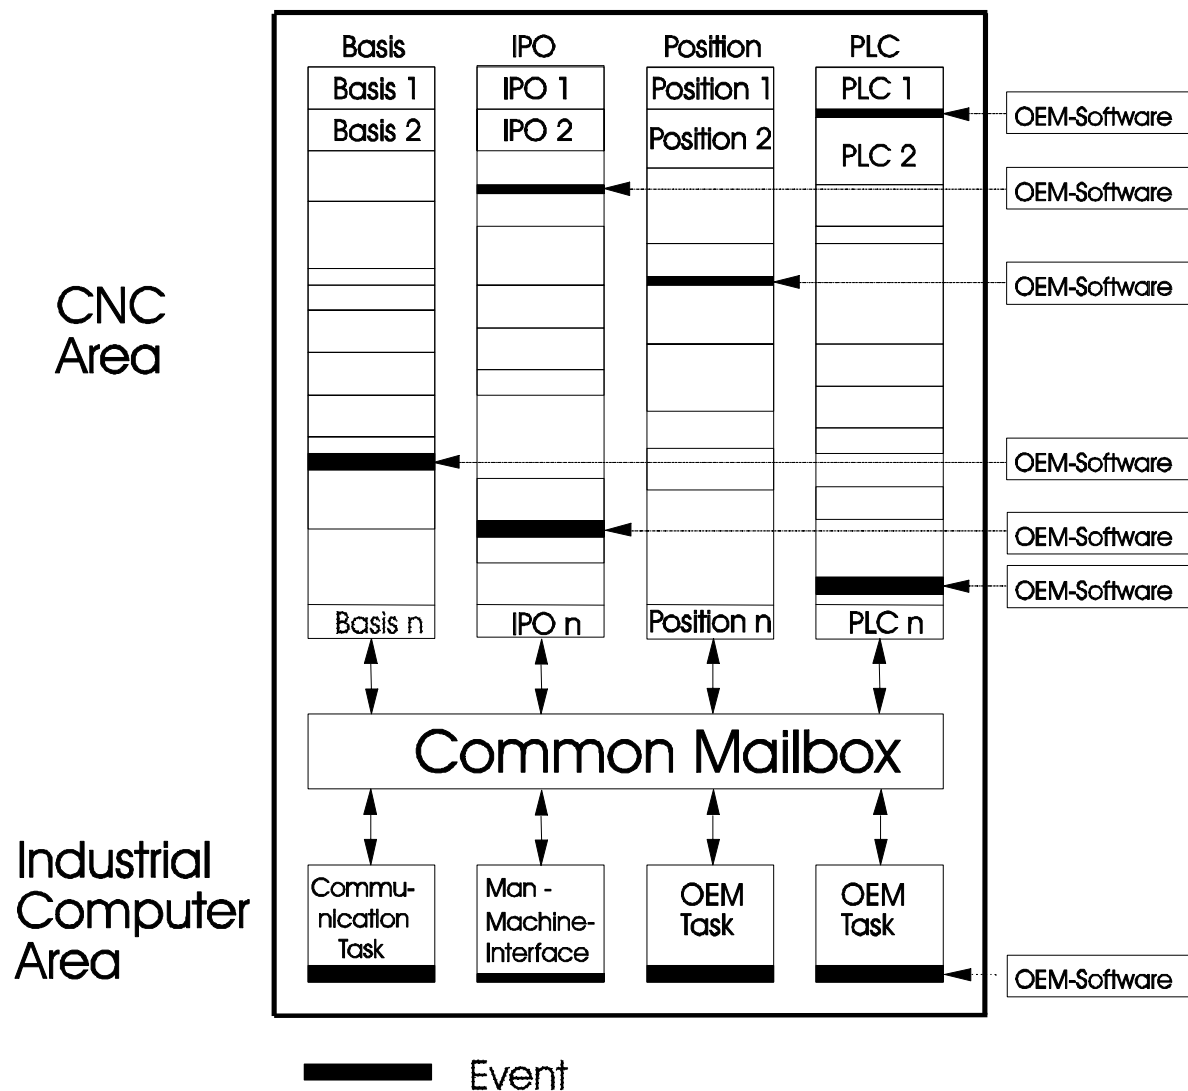 Basis IPO Position PLC
Basis 1 IPO 1 Position 1 PLC 1
OEM-Software
Basis 2 IPO 2 Position 2
PLC 2
OEM-Software
OEM-Software
CNC
Area
OEM-Software
OEM-Software
OEM-Software
Basis n IPO n Position n PLC n
Common Mailbox
Industrial
Computer
Area
Commu-
nication
Task
Man -
Machine-
Interface
OEM
Task
OEM
Task
OEM-Software
Event